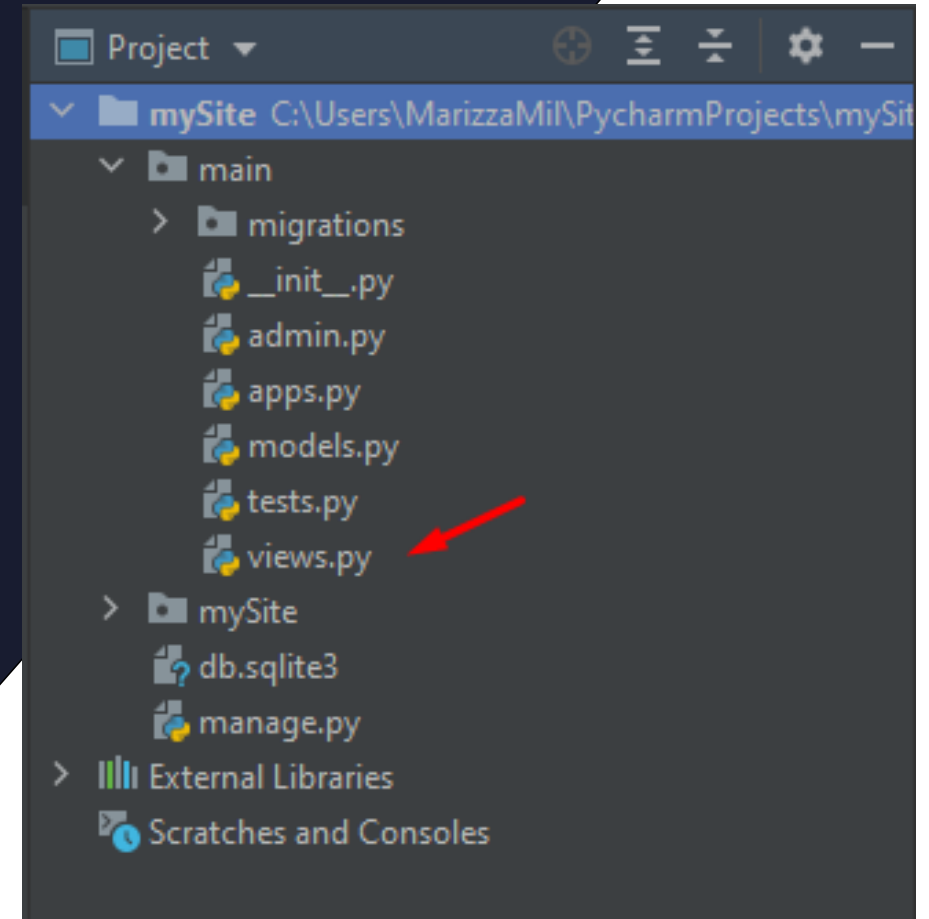 Project
mySite C:\Users\MarizzaMil\PycharmProjects\mySit
main
migrations
__init__.py
admin.py
apps.py
models.py
tests.py
views.py
mySite
db.sqlite3
manage.py
External Libraries
Scratches and Consoles